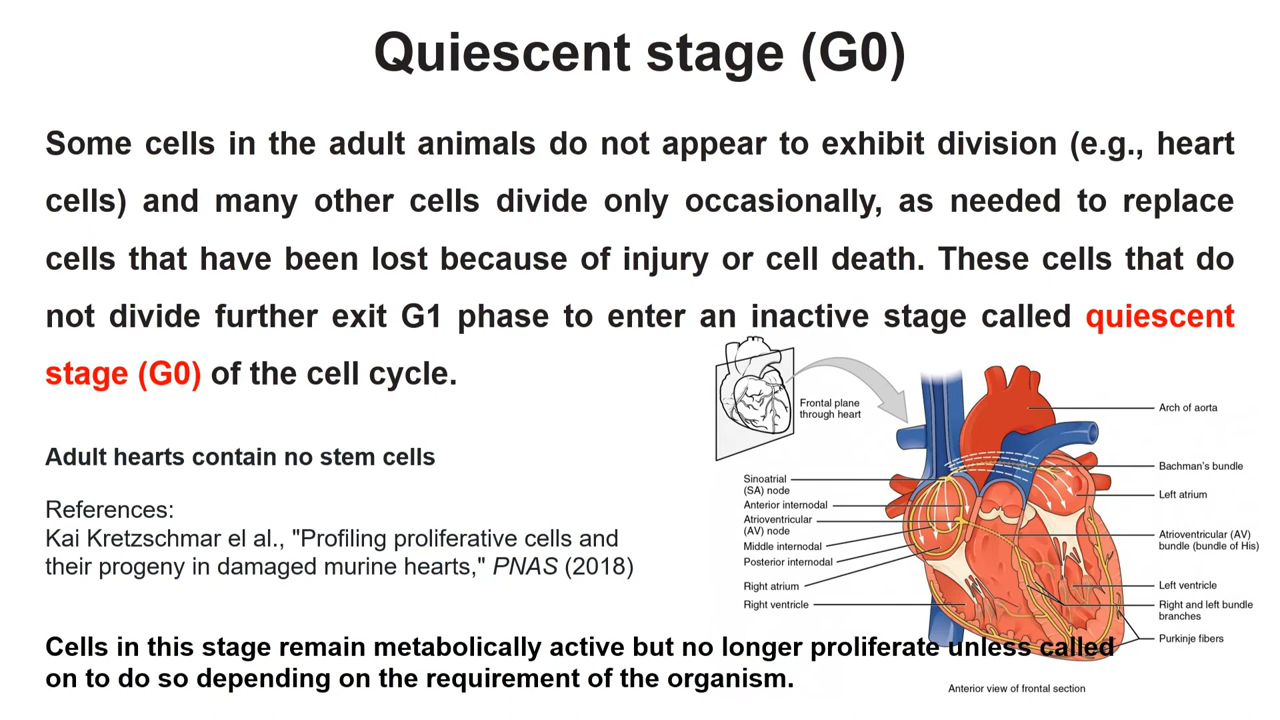 Quiescent stage (G0)
Some cells in the adult animals do not appear to exhibit division (e.g., heart
cells) and many other cells divide only occasionally, as needed to replace
cells that have been lost because of injury or cell death. These cells that do
not divide further exit G1 phase to enter an inactive stage called quiescent
stage (G0) of the cell cycle.
Adult hearts contain no stem cells
References:
Kai Kretzschmar el al., "Profiling proliferative cells and
their progeny in damaged murine hearts," PNAS (2018)
Cells in this stage remain metabolically active but no longer proliferate unless called
on to do so depending on the requirement of the organism.
Frontal plane
through heart
Sinoatrial
(SA) node
Anterior internodal
Atrioventricular
(AV) node
Middle internodal
Posterior internodal
Right atrium
Right ventricle
Arch of aorta
Bachman's bundle
Left atrium
Atrioventricular (AV)
bundle (bundle of His)
Left ventricle
Right and left bundle
branches
Purkinje fibers
Anterior view of frontal section